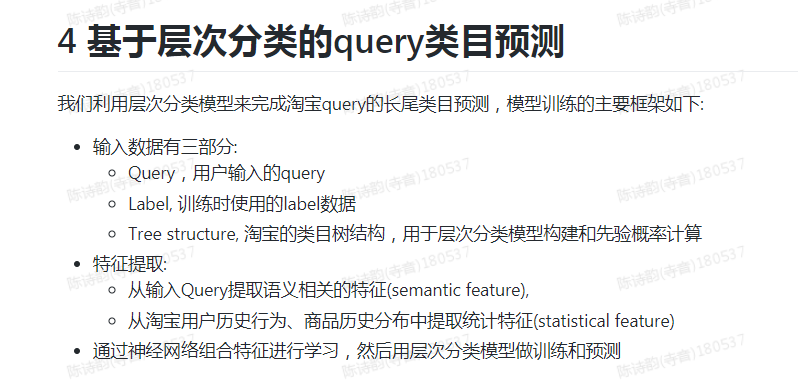 4 基于层次分类的query类目预测
我们利用层次分类模型来完成淘宝query的长尾类目预测，模型训练的主要框架如下:
输入数据有三部分:
Query，用户输入的query
Label, 训练时使用的label数据
Tree structure, 淘宝的类目树结构，用于层次分类模型构建和先验概率计算
特征提取:
从输入Query提取语义相关的特征(semantic feature),
从淘宝用户历史行为、商品历史分布中提取统计特征(statistical feature)
通过神经网络组合特征进行学习，然后用层次分类模型做训练和预测
陈诗韵(寺音)180537